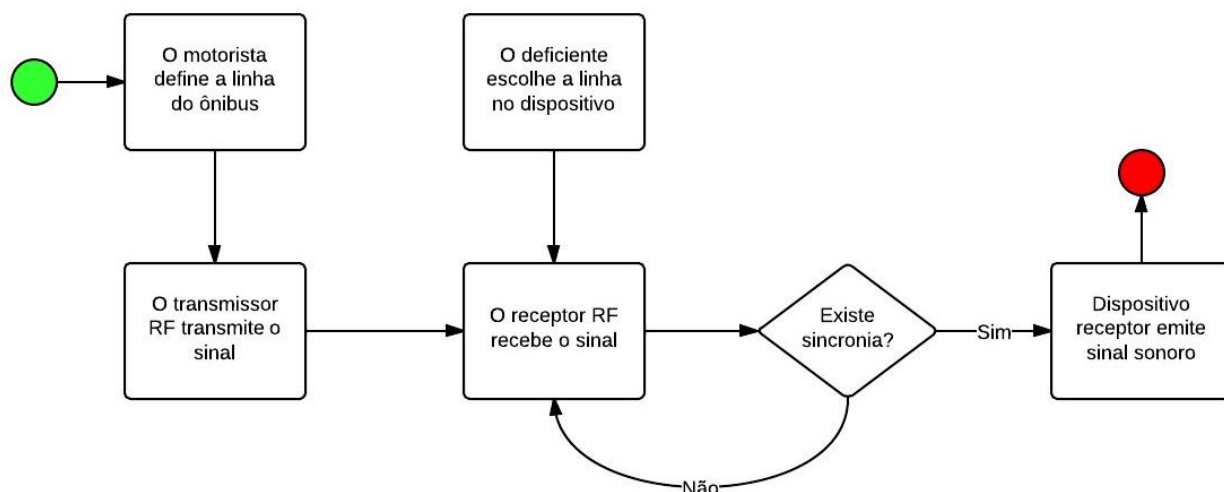 O motorista
define a linha
do ônibus
O deficiente
escolhe a linha
no dispositivo
O transmissor
RF transmite o
sinal
O receptor RF
recebe o sinal
Existe
sincronia?
Sim
Dispositivo
receptor emite
sinal sonoro
Não